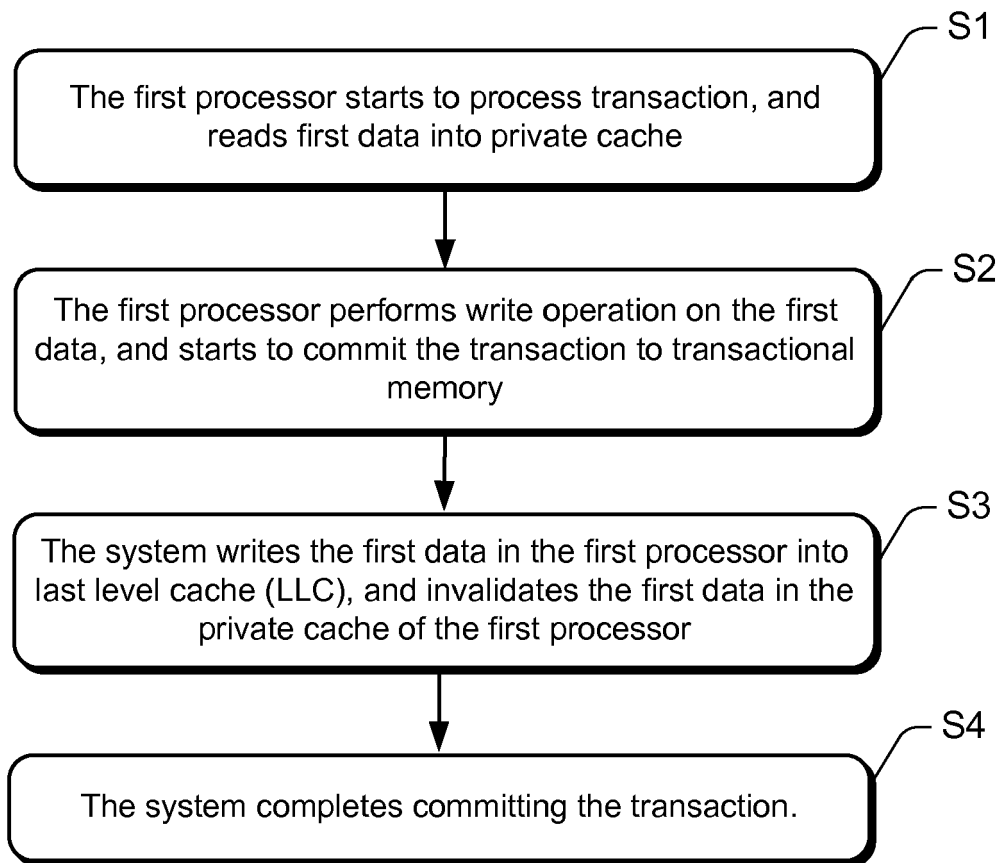 S1
The first processor starts to process transaction, and
reads first data into private cache
S2
The first processor performs write operation on the first
data, and starts to commit the transaction to transactional
memory
S3
The system writes the first data in the first processor into
last level cache (LLC), and invalidates the first data in the
private cache of the first processor
S4
The system completes committing the transaction.